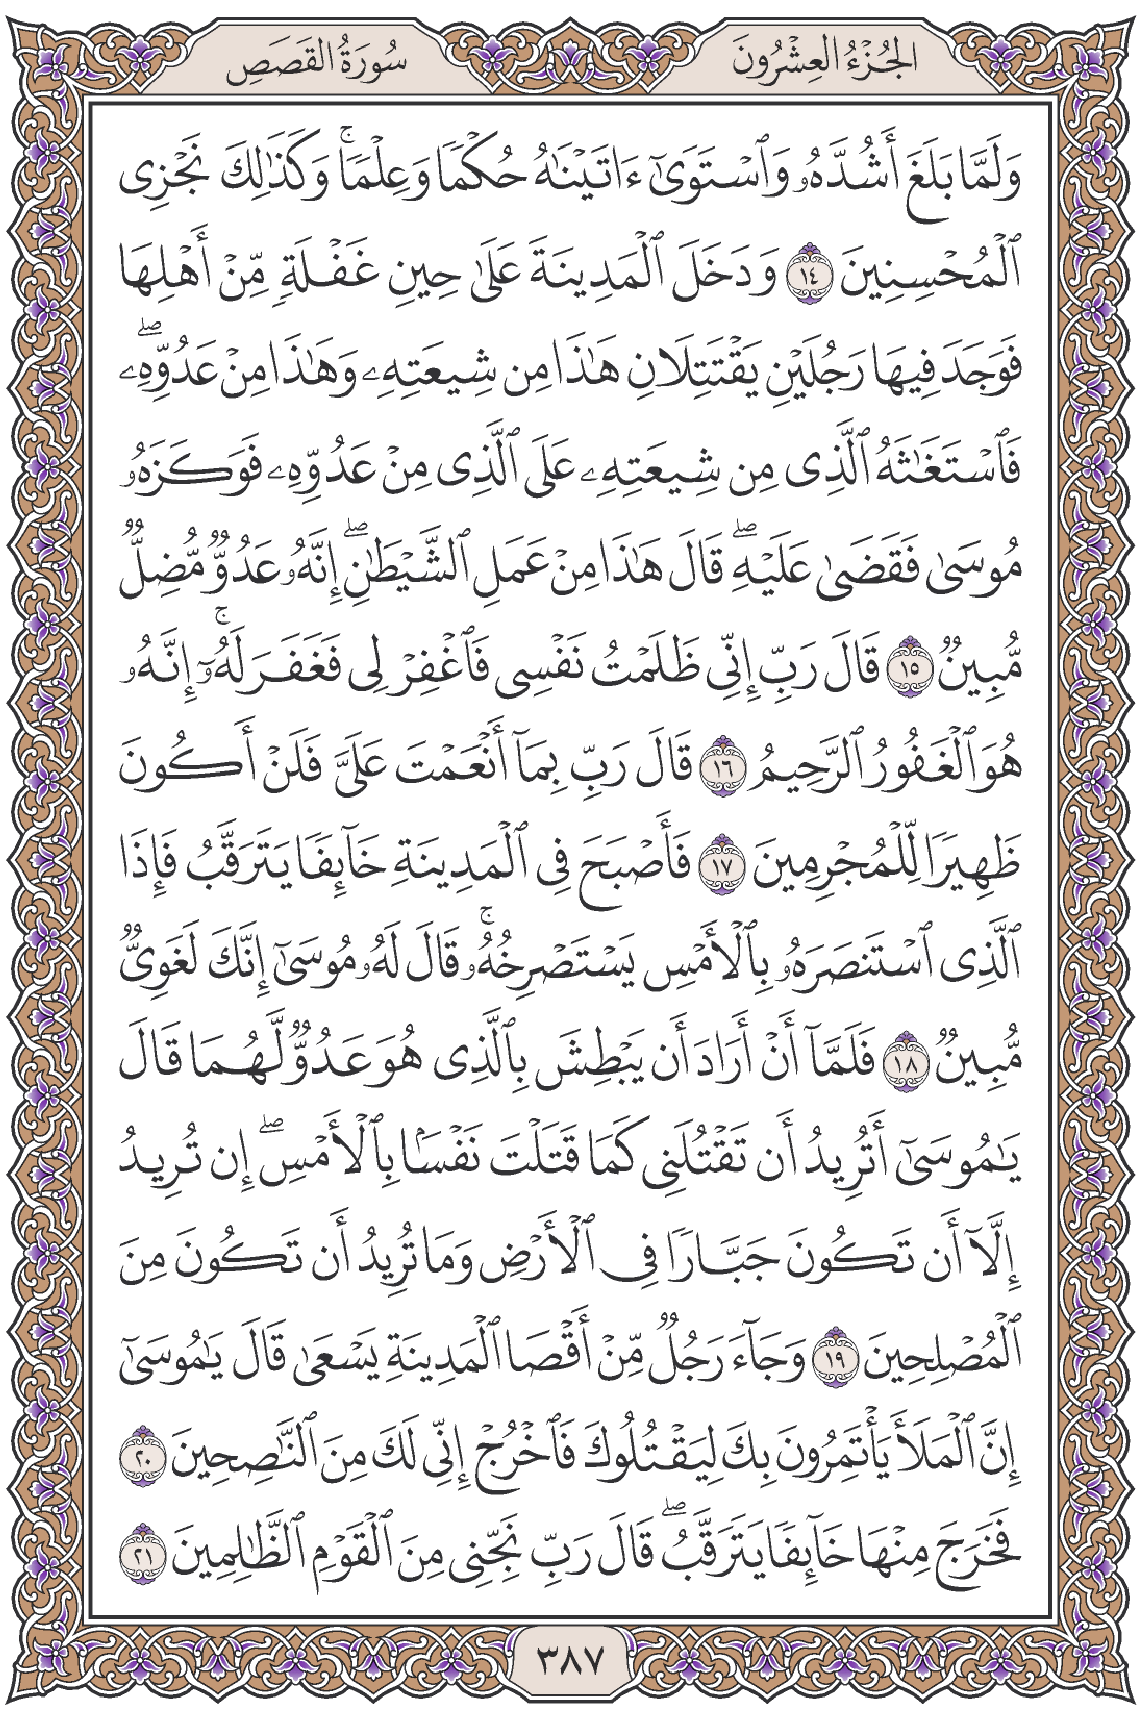 الجُزْءُ العِشْرُونَ
سُورَةُ القَصَصِ
وَلَمَّا بَلَغَ أَشُدَّهُۥ وَٱسْتَوَىٰٓ ءَاتَيْنَٰهُ حُكْمًا وَعِلْمًاۚ وَكَذَٰلِكَ نَجْزِى
ٱلْمُحْسِنِينَ ١٤ وَدَخَلَ ٱلْمَدِينَةَ عَلَىٰ حِينِ غَفْلَةٍ مِّنْ أَهْلِهَا
فَوَجَدَ فِيهَا رَجُلَيْنِ يَقْتَتِلَانِ هَٰذَا مِن شِيعَتِهِۦ وَهَٰذَا مِنْ عَدُوِّهِۦۖ
فَٱسْتَغَٰثَهُ ٱلَّذِى مِن شِيعَتِهِۦ عَلَى ٱلَّذِى مِنْ عَدُوِّهِۦ فَوَكَزَهُۥ
مُوسَىٰ فَقَضَىٰ عَلَيْهِۖ قَالَ هَٰذَا مِنْ عَمَلِ ٱلشَّيْطَٰنِۖ إِنَّهُۥ عَدُوٌّ مُّضِلٌّ
مُّبِينٌ ١٥ قَالَ رَبِّ إِنِّى ظَلَمْتُ نَفْسِى فَٱغْفِرْ لِى فَغَفَرَ لَهُۥٓۚ إِنَّهُۥ
هُوَ ٱلْغَفُورُ ٱلرَّحِيمُ ١٦ قَالَ رَبِّ بِمَآ أَنْعَمْتَ عَلَىَّ فَلَنْ أَكُونَ
ظَهِيرًا لِّلْمُجْرِمِينَ ١٧ فَأَصْبَحَ فِى ٱلْمَدِينَةِ خَآئِفًا يَتَرَقَّبُ فَإِذَا
ٱلَّذِى ٱسْتَنصَرَهُۥ بِٱلْأَمْسِ يَسْتَصْرِخُهُۥۚ قَالَ لَهُۥ مُوسَىٰٓ إِنَّكَ لَغَوِىٌّ
مُّبِينٌ ١٨ فَلَمَّآ أَنْ أَرَادَ أَن يَبْطِشَ بِٱلَّذِى هُوَ عَدُوٌّ لَّهُمَا قَالَ
يَٰمُوسَىٰٓ أَتُرِيدُ أَن تَقْتُلَنِى كَمَا قَتَلْتَ نَفْسًۢا بِٱلْأَمْسِۖ إِن تُرِيدُ
إِلَّآ أَن تَكُونَ جَبَّارًا فِى ٱلْأَرْضِ وَمَا تُرِيدُ أَن تَكُونَ مِنَ
ٱلْمُصْلِحِينَ ١٩ وَجَآءَ رَجُلٌ مِّنْ أَقْصَا ٱلْمَدِينَةِ يَسْعَىٰ قَالَ يَٰمُوسَىٰٓ
إِنَّ ٱلْمَلَأَ يَأْتَمِرُونَ بِكَ لِيَقْتُلُوكَ فَٱخْرُجْ إِنِّى لَكَ مِنَ ٱلنَّٰصِحِينَ ٢٠
فَخَرَجَ مِنْهَا خَآئِفًا يَتَرَقَّبُۖ قَالَ رَبِّ نَجِّنِى مِنَ ٱلْقَوْمِ ٱلظَّٰلِمِينَ ٢١
٣٨٧